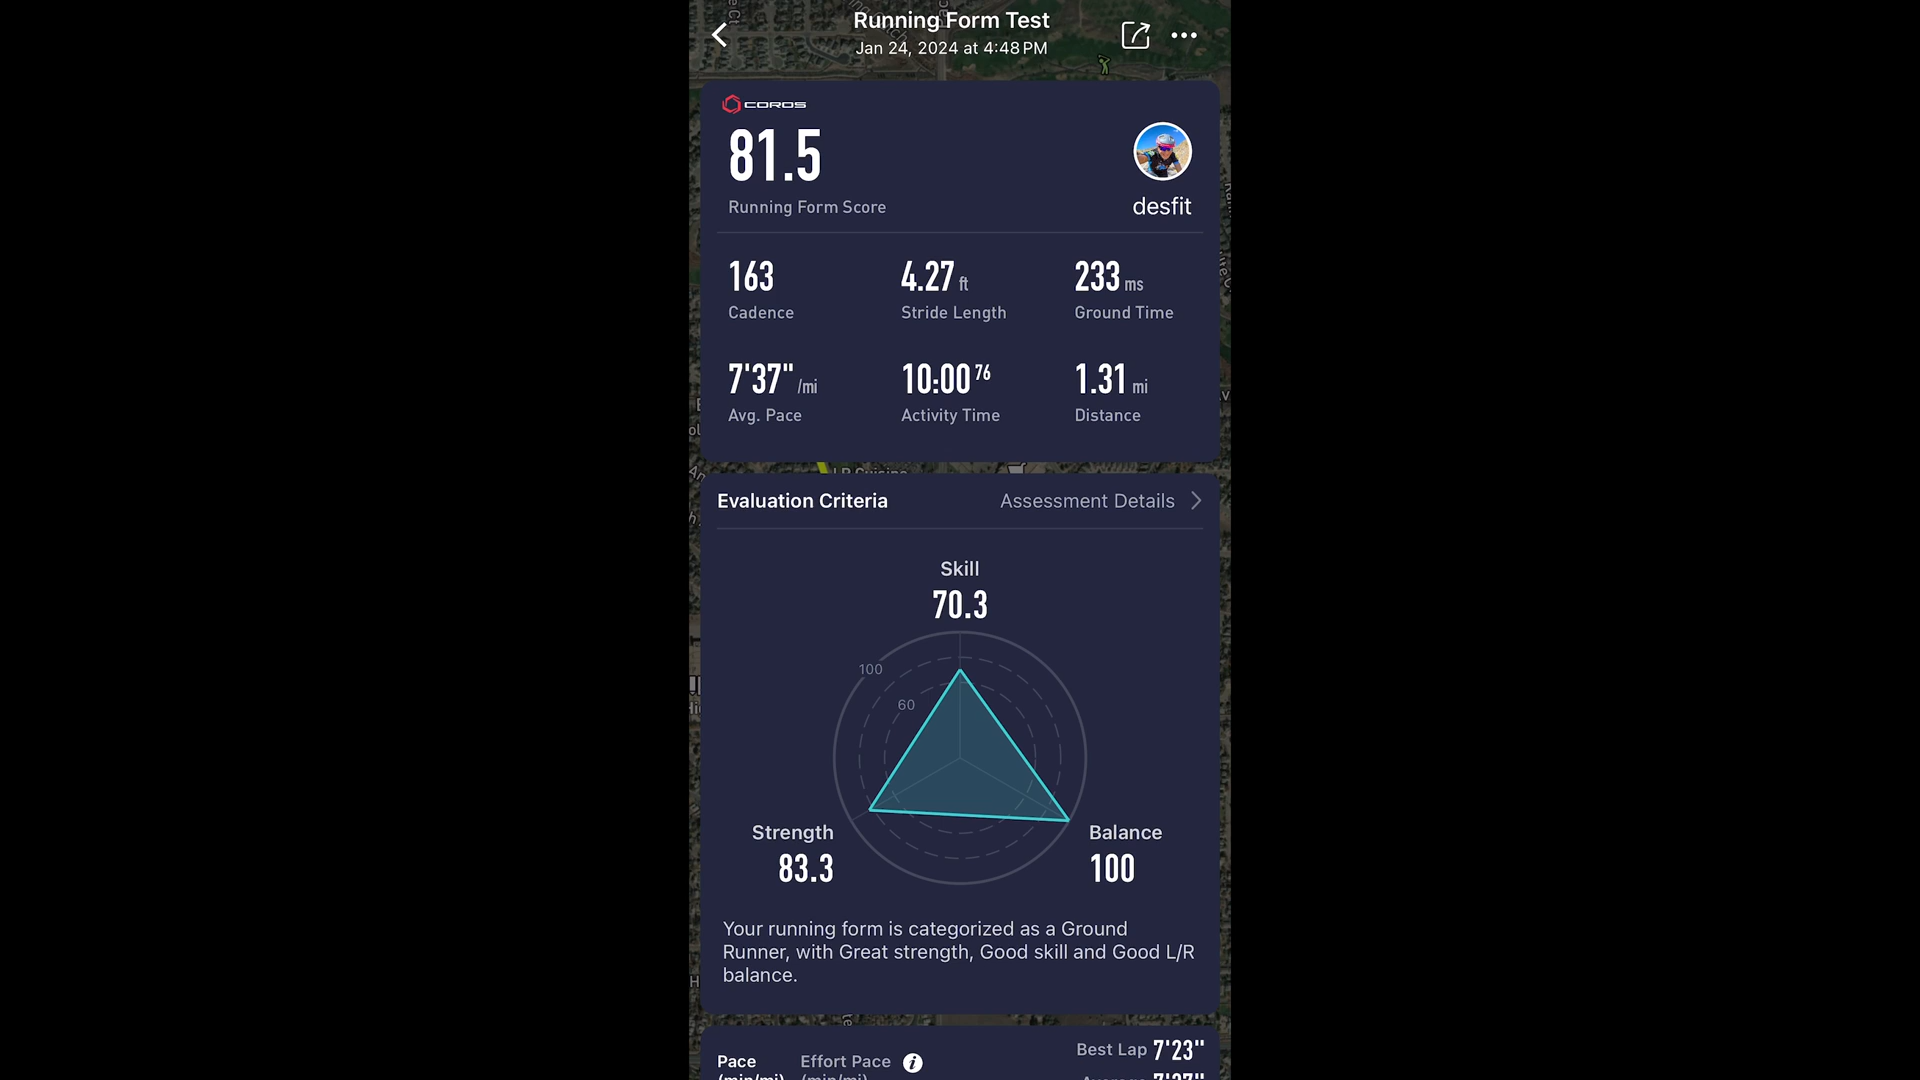 Running Form Test
Jan 24, 2024 at 4:48 PM
COROS
81.5
Running Form Score
desfit
163
Cadence
4.27 ft
Stride Length
233 ms
Ground Time
7'37" /mi
Avg. Pace
10:00 76
Activity Time
1.31 mi
Distance
Evaluation Criteria
Assessment Details
Skill
70.3
100
60
Strength
83.3
Balance
100
Your running form is categorized as a Ground
Runner, with Great strength, Good skill and Good L/R
balance.
Pace
(min/mi)
Effort Pace
(min/mi)
Best Lap 7'23"